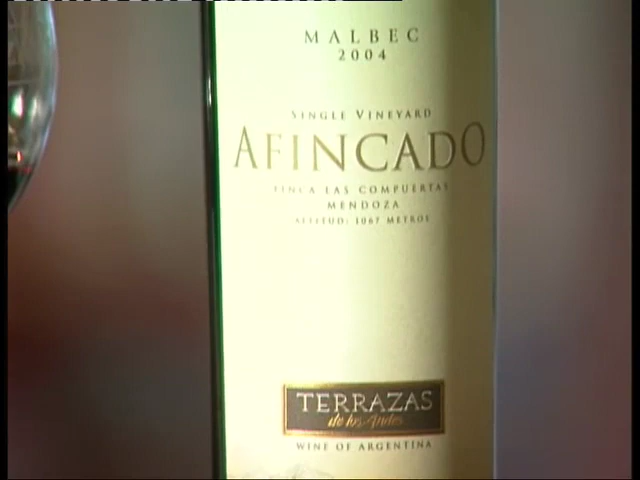 MALBEC
2004
SINGLE VINEYARD
AFINCADO
FINCA LAS COMPUERTAS
MENDOZA
ALTITUD: 1067 METROS
TERRAZAS
de los Andes
WINE OF ARGENTINA